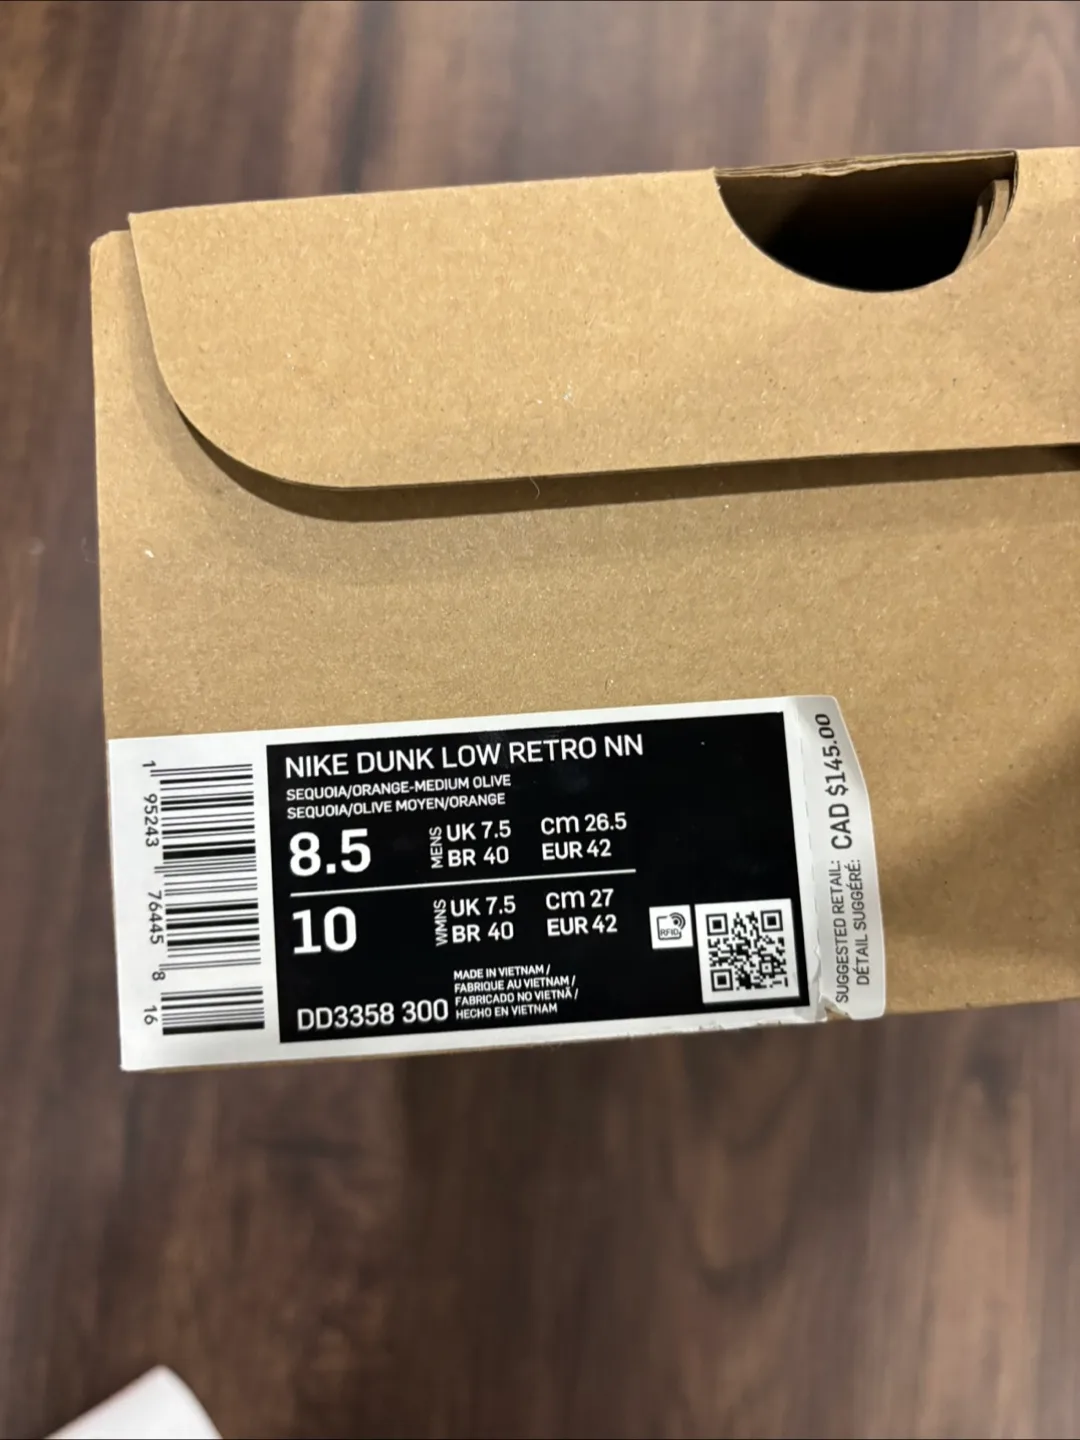 NIKE DUNK LOW RETRO NN
SEQUOIA/ORANGE-MEDIUM OLIVE
SEQUOIA/OLIVE MOYEN/ORANGE
8.5 MENS UK 7.5 cm 26.5
BR 40 EUR 42
10 WMNS UK 7.5 cm 27
BR 40 EUR 42
RFID
MADE IN VIETNAM /
FABRIQUE AU VIETNAM /
FABRICADO NO VIETNÃ /
HECHO EN VIETNAM
DD3358 300
1 95243 76445 8 16
SUGGESTED RETAIL: CAD $145.00
DÉTAIL SUGGÉRÉ: